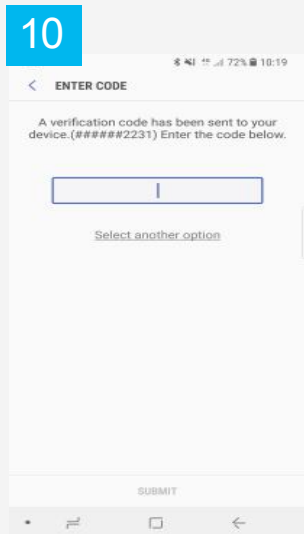 10
72% 10:19
ENTER CODE
A verification code has been sent to your
device.(######2231) Enter the code below.
Select another option
SUBMIT